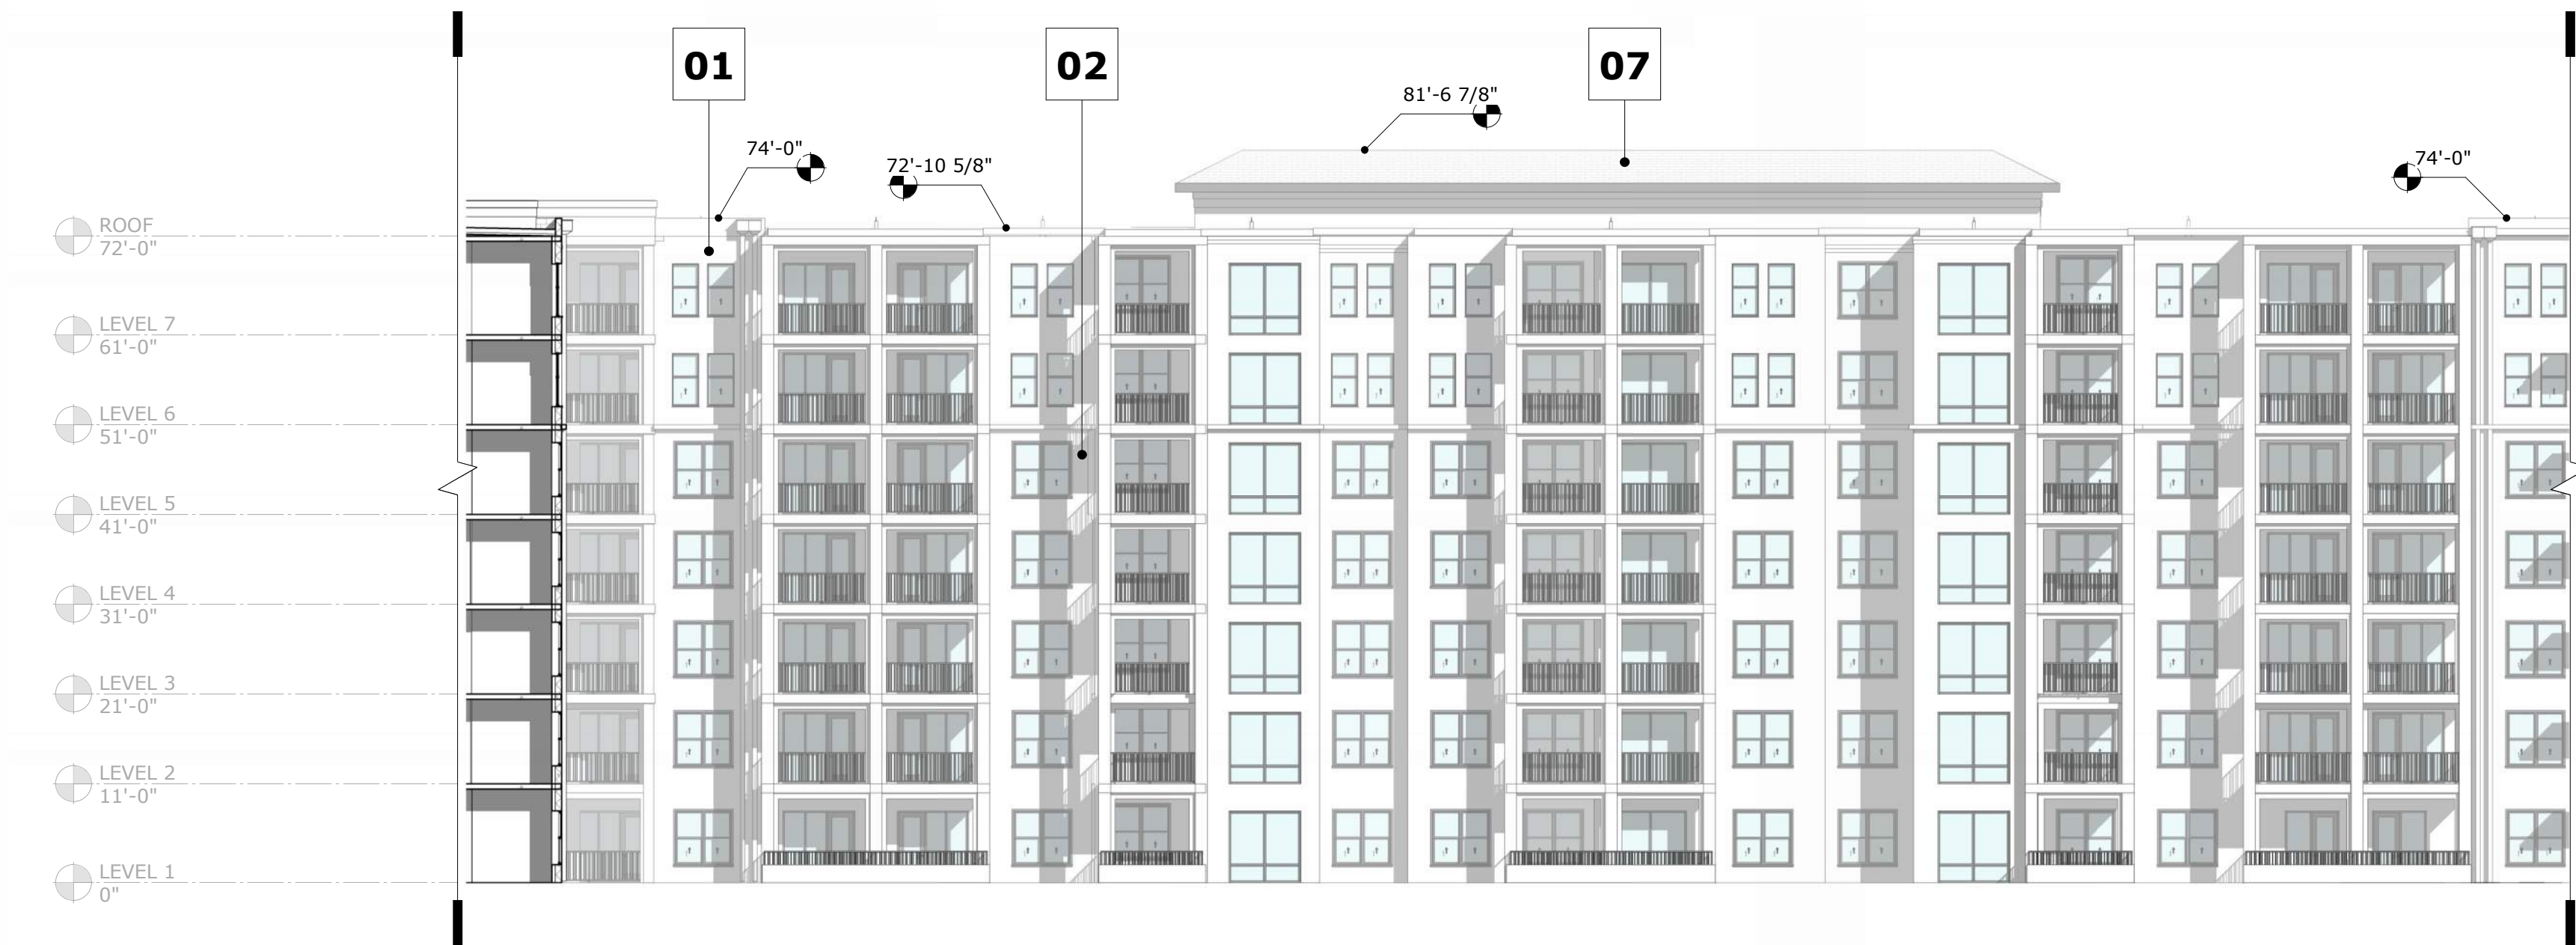 01
02
07
81'-6 7/8"
74'-0"
72'-10 5/8"
74'-0"
ROOF
72'-0"
LEVEL 7
61'-0"
LEVEL 6
51'-0"
LEVEL 5
41'-0"
LEVEL 4
31'-0"
LEVEL 3
21'-0"
LEVEL 2
11'-0"
LEVEL 1
0"